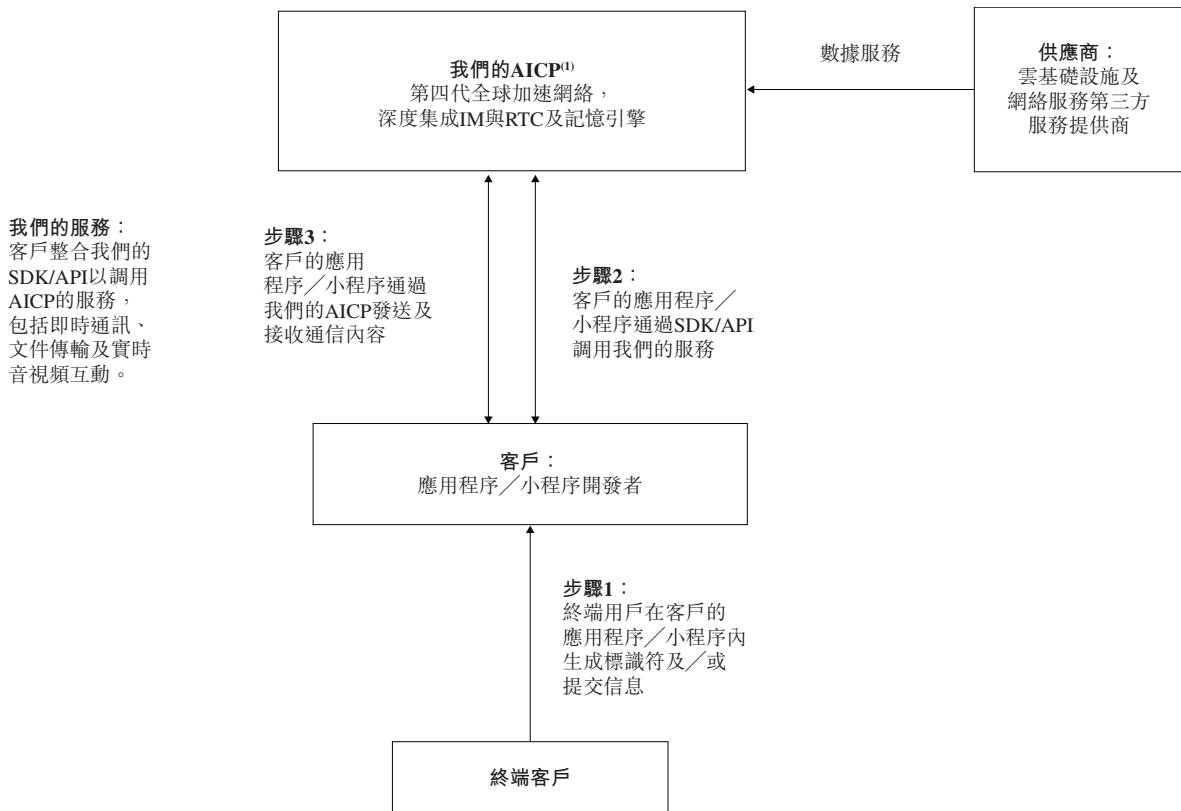 我們的AICP(1)
第四代全球加速網絡，
深度集成IM與RTC及記憶引擎
數據服務
供應商：
雲基礎設施及
網絡服務第三方
服務提供商
我們的服務：
客戶整合我們的
SDK/API以調用
AICP的服務，
包括即時通訊、
文件傳輸及實時
音視頻互動。
步驟3：
客戶的應用
程序╱小程序通過
我們的AICP發送及
接收通信內容
步驟2：
客戶的應用程序╱
小程序通過SDK/API
調用我們的服務
客戶：
應用程序╱小程序開發者
步驟1：
終端用戶在客戶的
應用程序╱小程序內
生成標識符及╱或
提交信息
終端客戶